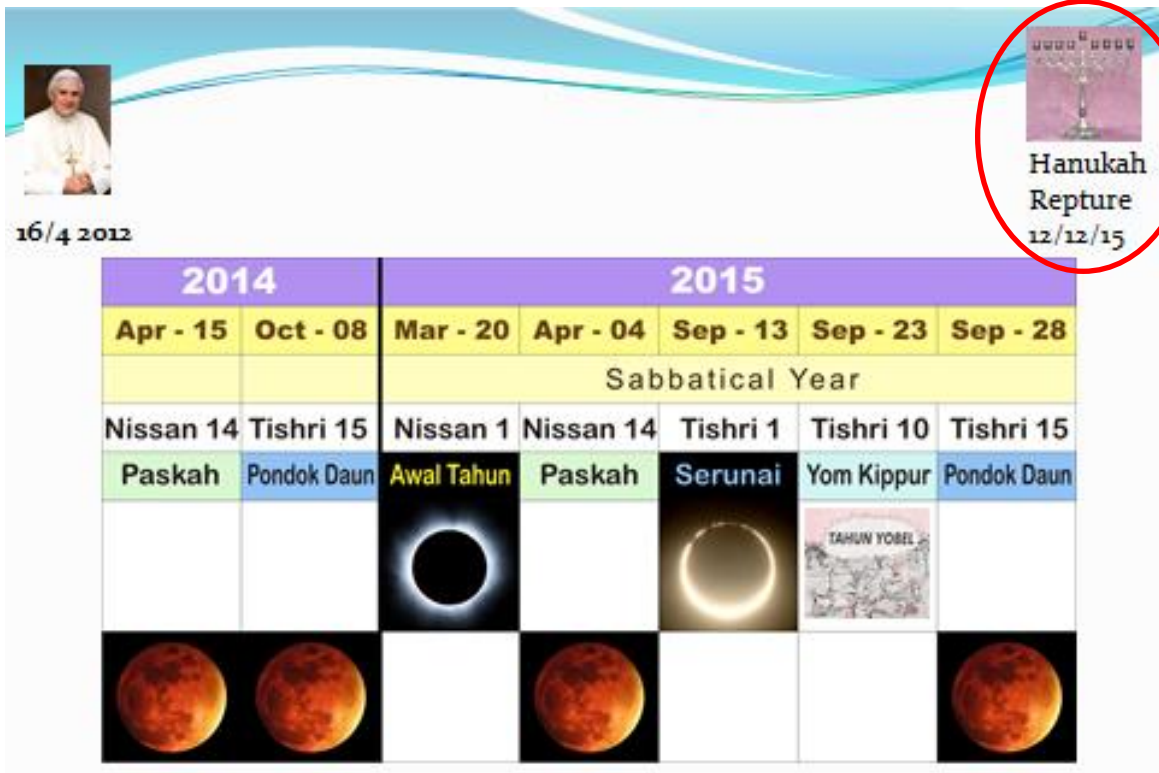 16/4 2012
Hanukah
Repture
12/12/15
2014 2015
Apr - 15 Oct - 08 Mar - 20 Apr - 04 Sep - 13 Sep - 23 Sep - 28
Sabbatical Year
Nissan 14 Tishri 15 Nissan 1 Nissan 14 Tishri 1 Tishri 10 Tishri 15
Paskah Pondok Daun Awal Tahun Paskah Serunai Yom Kippur Pondok Daun
TAHUN YOBEL